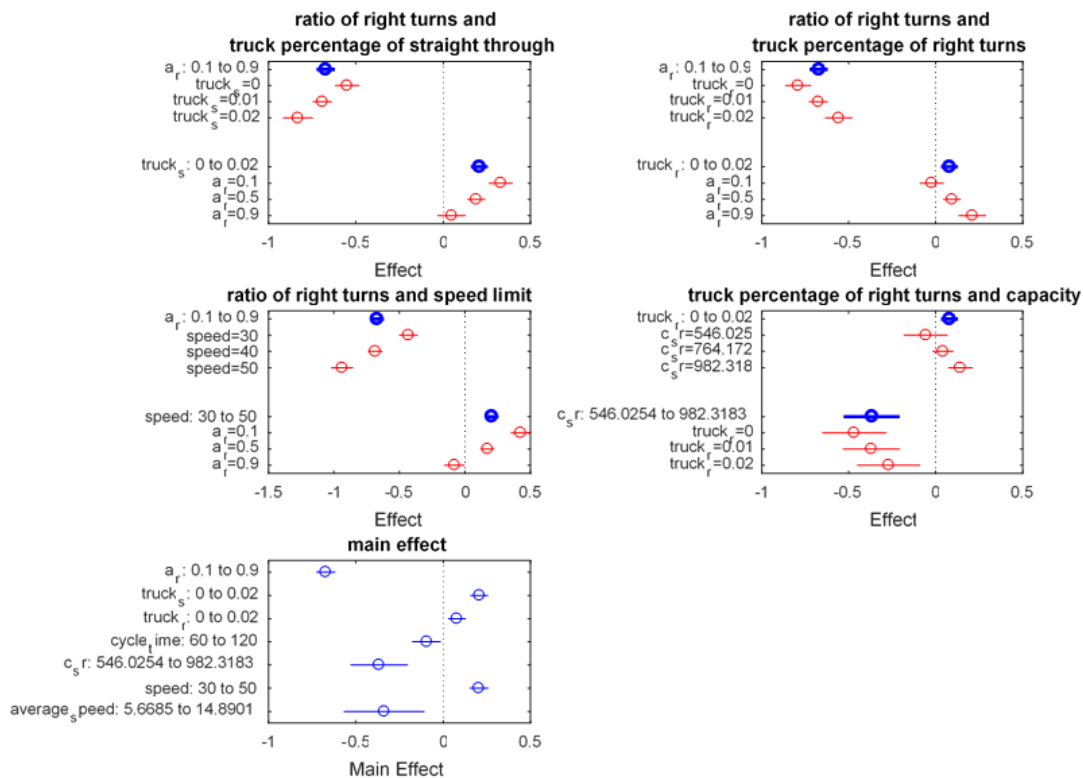 ratio of right turns and
truck percentage of straight through
a_r: 0.1 to 0.9
truck_s=0
truck_s=0.01
truck_s=0.02
truck_s: 0 to 0.02
a_r=0.1
a_r=0.5
a_r=0.9
-1 -0.5 0 0.5
Effect
ratio of right turns and
truck percentage of right turns
a_r: 0.1 to 0.9
truck_r=0
truck_r=0.01
truck_r=0.02
truck_r: 0 to 0.02
a_r=0.1
a_r=0.5
a_r=0.9
-1 -0.5 0 0.5
Effect
ratio of right turns and speed limit
a_r: 0.1 to 0.9
speed=30
speed=40
speed=50
speed: 30 to 50
a_r=0.1
a_r=0.5
a_r=0.9
-1.5 -1 -0.5 0 0.5
Effect
truck percentage of right turns and capacity
truck_r: 0 to 0.02
c_sr=546.025
c_sr=764.172
c_sr=982.318
c_sr: 546.0254 to 982.3183
truck_r=0
truck_r=0.01
truck_r=0.02
-1 -0.5 0 0.5
Effect
main effect
a_r: 0.1 to 0.9
truck_s: 0 to 0.02
truck_r: 0 to 0.02
cycle_time: 60 to 120
c_sr: 546.0254 to 982.3183
speed: 30 to 50
average_speed: 5.6685 to 14.8901
-1 -0.5 0 0.5
Main Effect